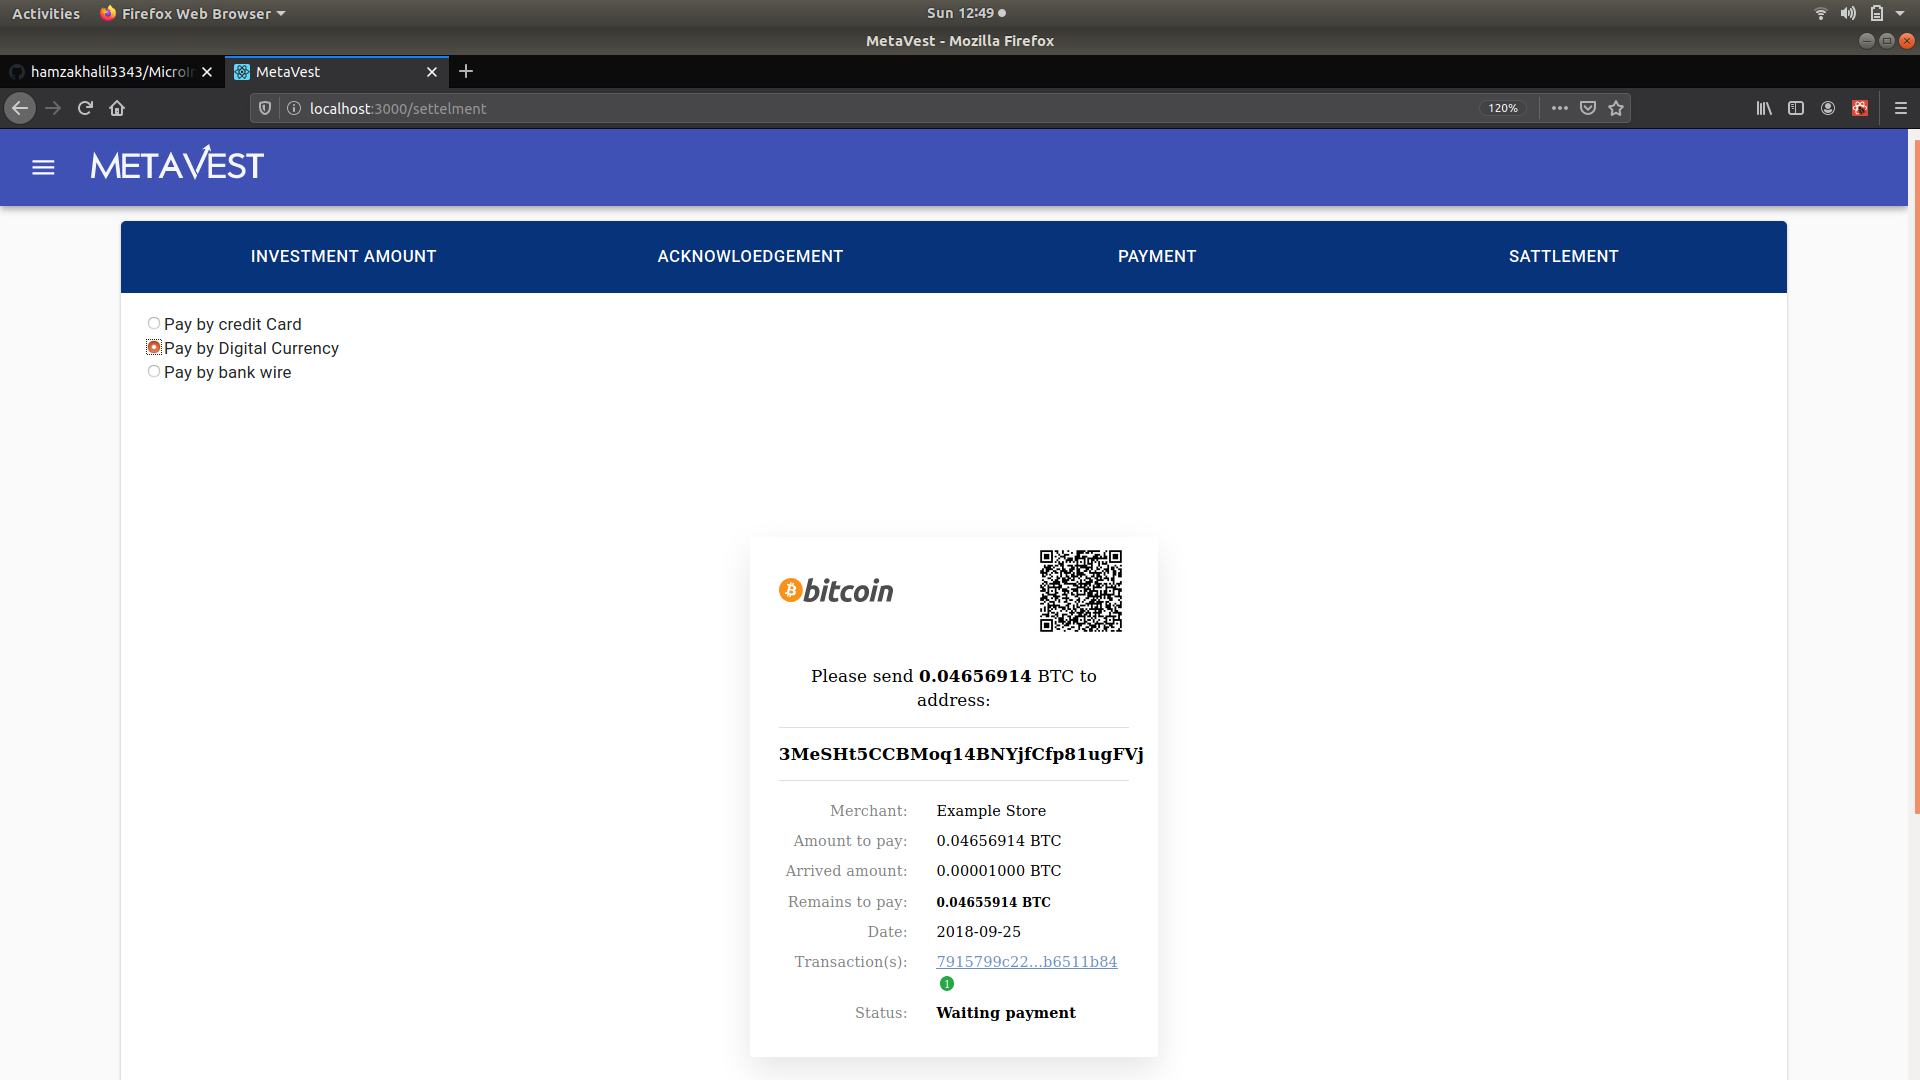 Activities Firefox Web Browser Sun 12:49
MetaVest - Mozilla Firefox
hamzakhalil3343/MicroIn MetaVest
localhost:3000/settelment 120%
METAVEST
INVESTMENT AMOUNT ACKNOWLOEDGEMENT PAYMENT SATTLEMENT
Pay by credit Card
Pay by Digital Currency
Pay by bank wire
bitcoin
Please send 0.04656914 BTC to
address:
3MeSHt5CCBMoq14BNYjfCfp81ugFVj
Merchant: Example Store
Amount to pay: 0.04656914 BTC
Arrived amount: 0.00001000 BTC
Remains to pay: 0.04655914 BTC
Date: 2018-09-25
Transaction(s): 7915799c22...b6511b84
1
Status: Waiting payment